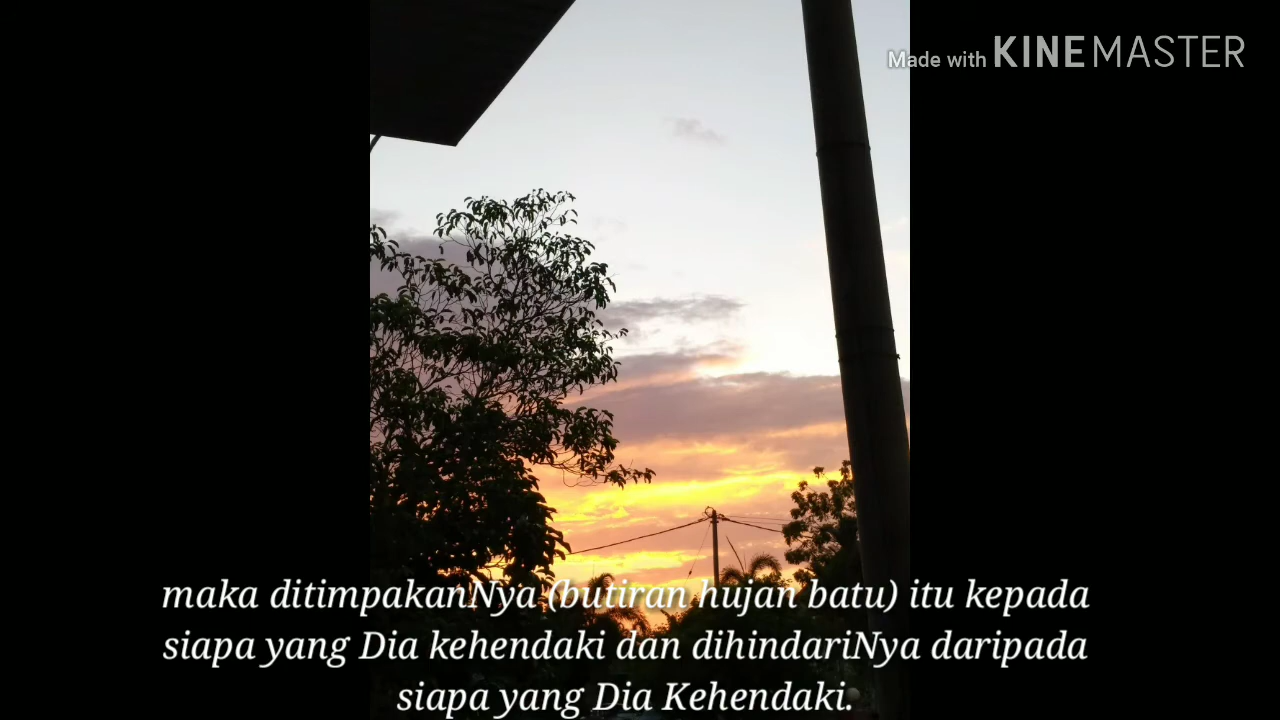 Made with KINEMASTER
maka ditimpakanNya (butiran hujan batu) itu kepada
siapa yang Dia kehendaki dan dihindariNya daripada
siapa yang Dia Kehendaki.